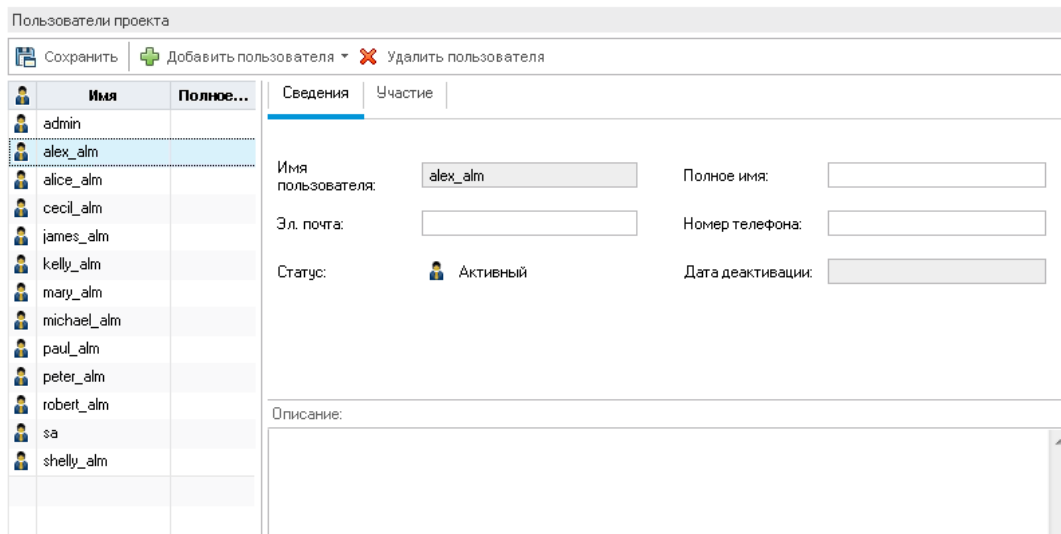 Пользователи проекта
Сохранить Добавить пользователя Удалить пользователя
Имя Полное... Сведения Участие
admin
alex_alm
alice_alm
cecil_alm
james_alm
kelly_alm
mary_alm
michael_alm
paul_alm
peter_alm
robert_alm
sa
shelly_alm
Имя
пользователя: alex_alm Полное имя:
Эл. почта: Номер телефона:
Статус: Активный Дата деактивации:
Описание: